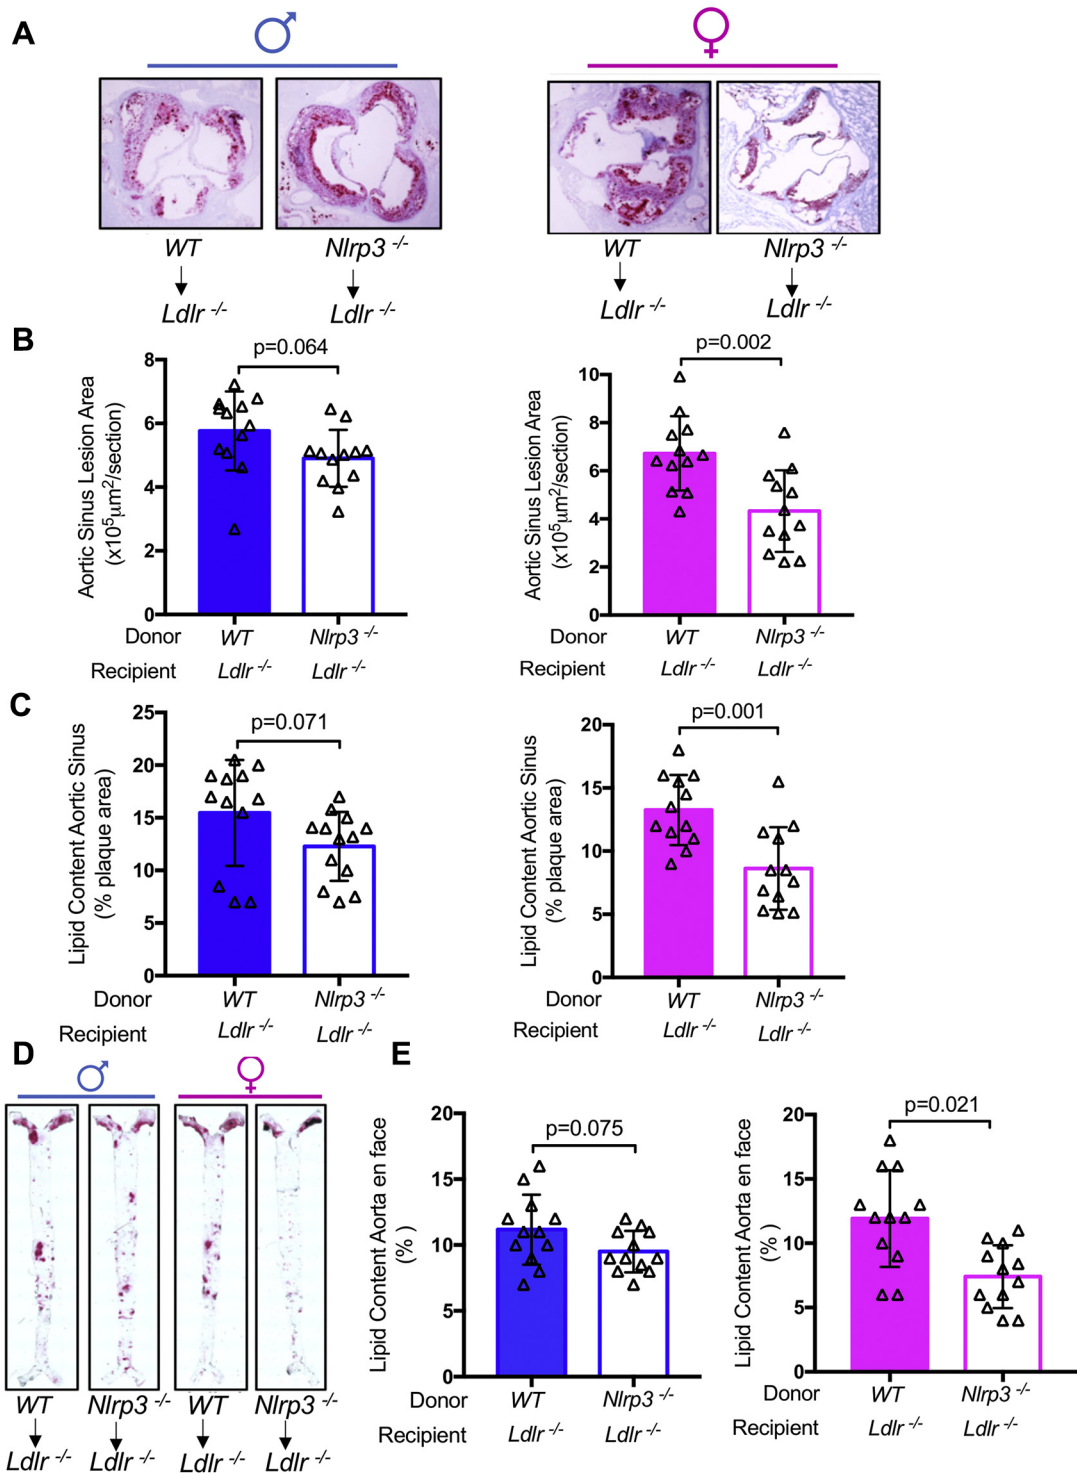 A
♂ ♀
WT Nlrp3 -/- WT Nlrp3 -/-
Ldlr -/- Ldlr -/- Ldlr -/- Ldlr -/-
B
Aortic Sinus Lesion Area
(x10⁵μm²/section)
8
6
4
2
0
p=0.064
Donor WT Nlrp3 -/-
Recipient Ldlr -/- Ldlr -/-
Aortic Sinus Lesion Area
(x10⁵μm²/section)
10
8
6
4
2
0
p=0.002
WT Nlrp3 -/-
Ldlr -/- Ldlr -/-
C
Lipid Content Aortic Sinus
(% plaque area)
25
20
15
10
5
0
p=0.071
Donor WT Nlrp3 -/-
Recipient Ldlr -/- Ldlr -/-
Lipid Content Aortic Sinus
(% plaque area)
20
15
10
5
0
p=0.001
Donor WT Nlrp3 -/-
Recipient Ldlr -/- Ldlr -/-
D
♂ ♀
WT Nlrp3 -/- WT Nlrp3 -/-
Ldlr -/- Ldlr -/- Ldlr -/- Ldlr -/-
E
Lipid Content Aorta en face
(% )
20
15
10
5
0
p=0.075
Donor WT Nlrp3 -/-
Recipient Ldlr -/- Ldlr -/-
Lipid Content Aorta en face
(% )
20
15
10
5
0
p=0.021
Donor WT Nlrp3 -/-
Recipient Ldlr -/- Ldlr -/-